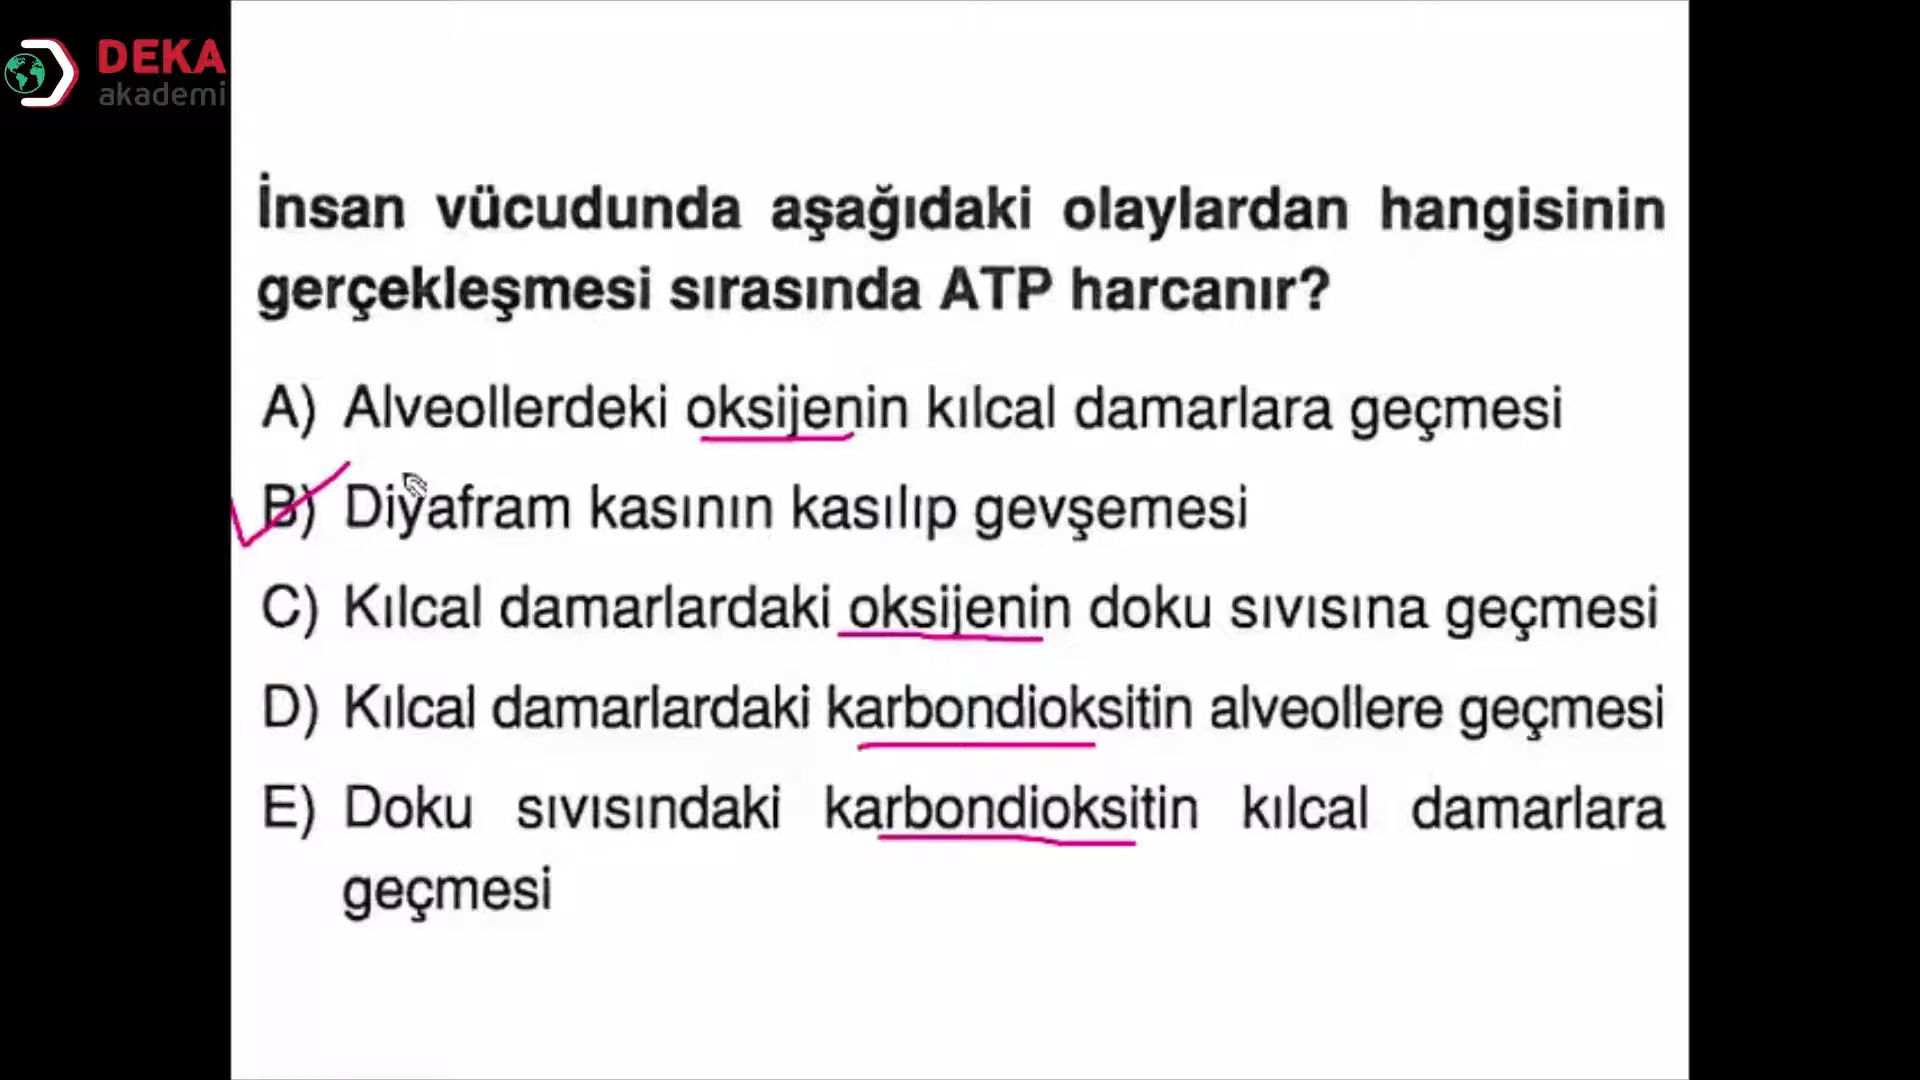 DEKA
akademi
İnsan vücudunda aşağıdaki olaylardan hangisinin
gerçekleşmesi sırasında ATP harcanır?
A) Alveollerdeki oksijenin kılcal damarlara geçmesi
B) Diyafram kasının kasılıp gevşemesi
C) Kılcal damarlardaki oksijenin doku sıvısına geçmesi
D) Kılcal damarlardaki karbondioksitin alveollere geçmesi
E) Doku sıvısındaki karbondioksitin kılcal damarlara
geçmesi